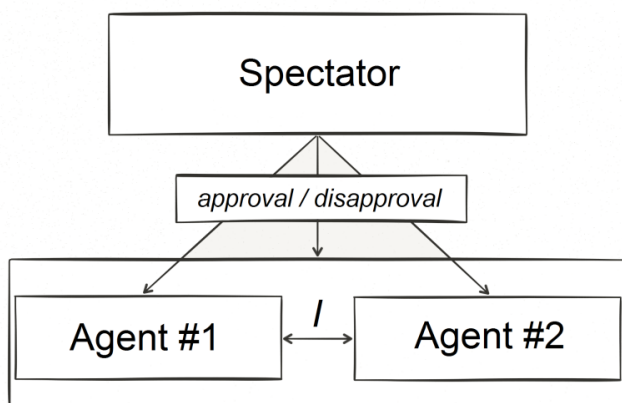 Spectator
approval / disapproval
I
Agent #1
Agent #2